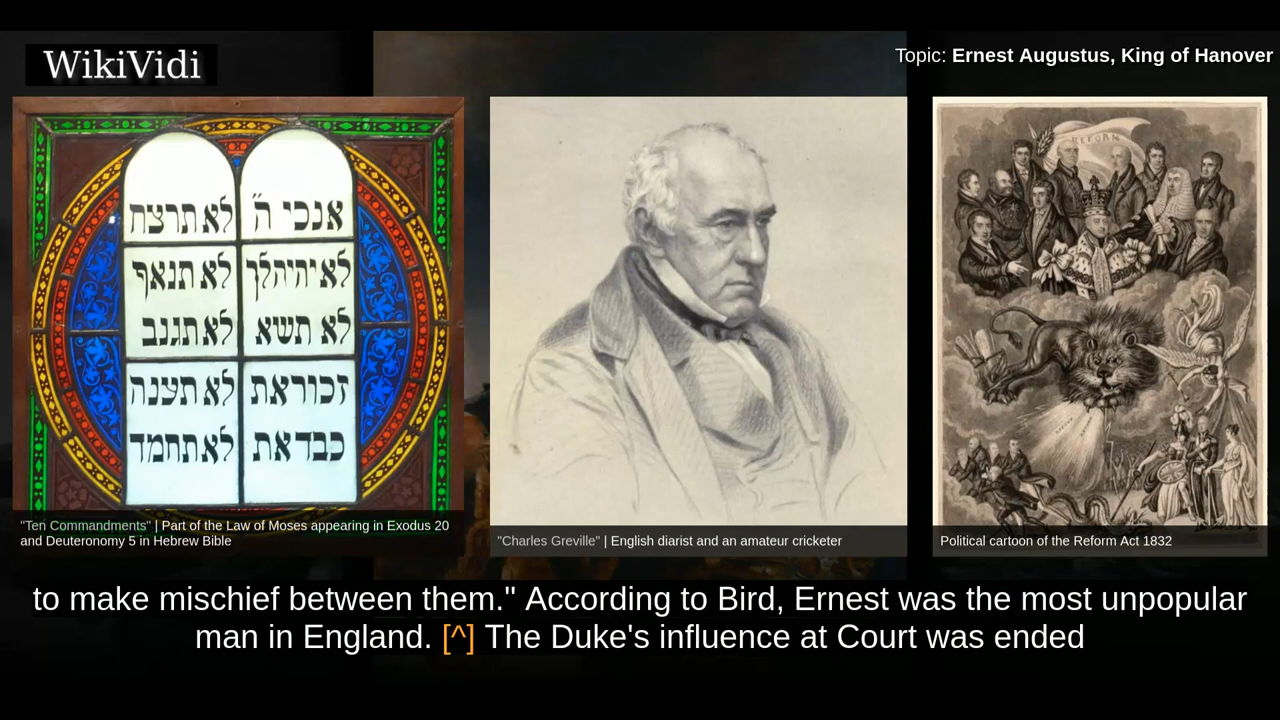 WikiVidi
Topic: Ernest Augustus, King of Hanover
אנכי ה׳
לא תרצח
לא יהיה לך
לא תנאף
לא תשא
לא תגנב
זכור את
לא תענה
כבד את
לא תחמד
REFORM
"Ten Commandments" | Part of the Law of Moses appearing in Exodus 20
and Deuteronomy 5 in Hebrew Bible
"Charles Greville" | English diarist and an amateur cricketer
Political cartoon of the Reform Act 1832
to make mischief between them." According to Bird, Ernest was the most unpopular
man in England. [^] The Duke's influence at Court was ended